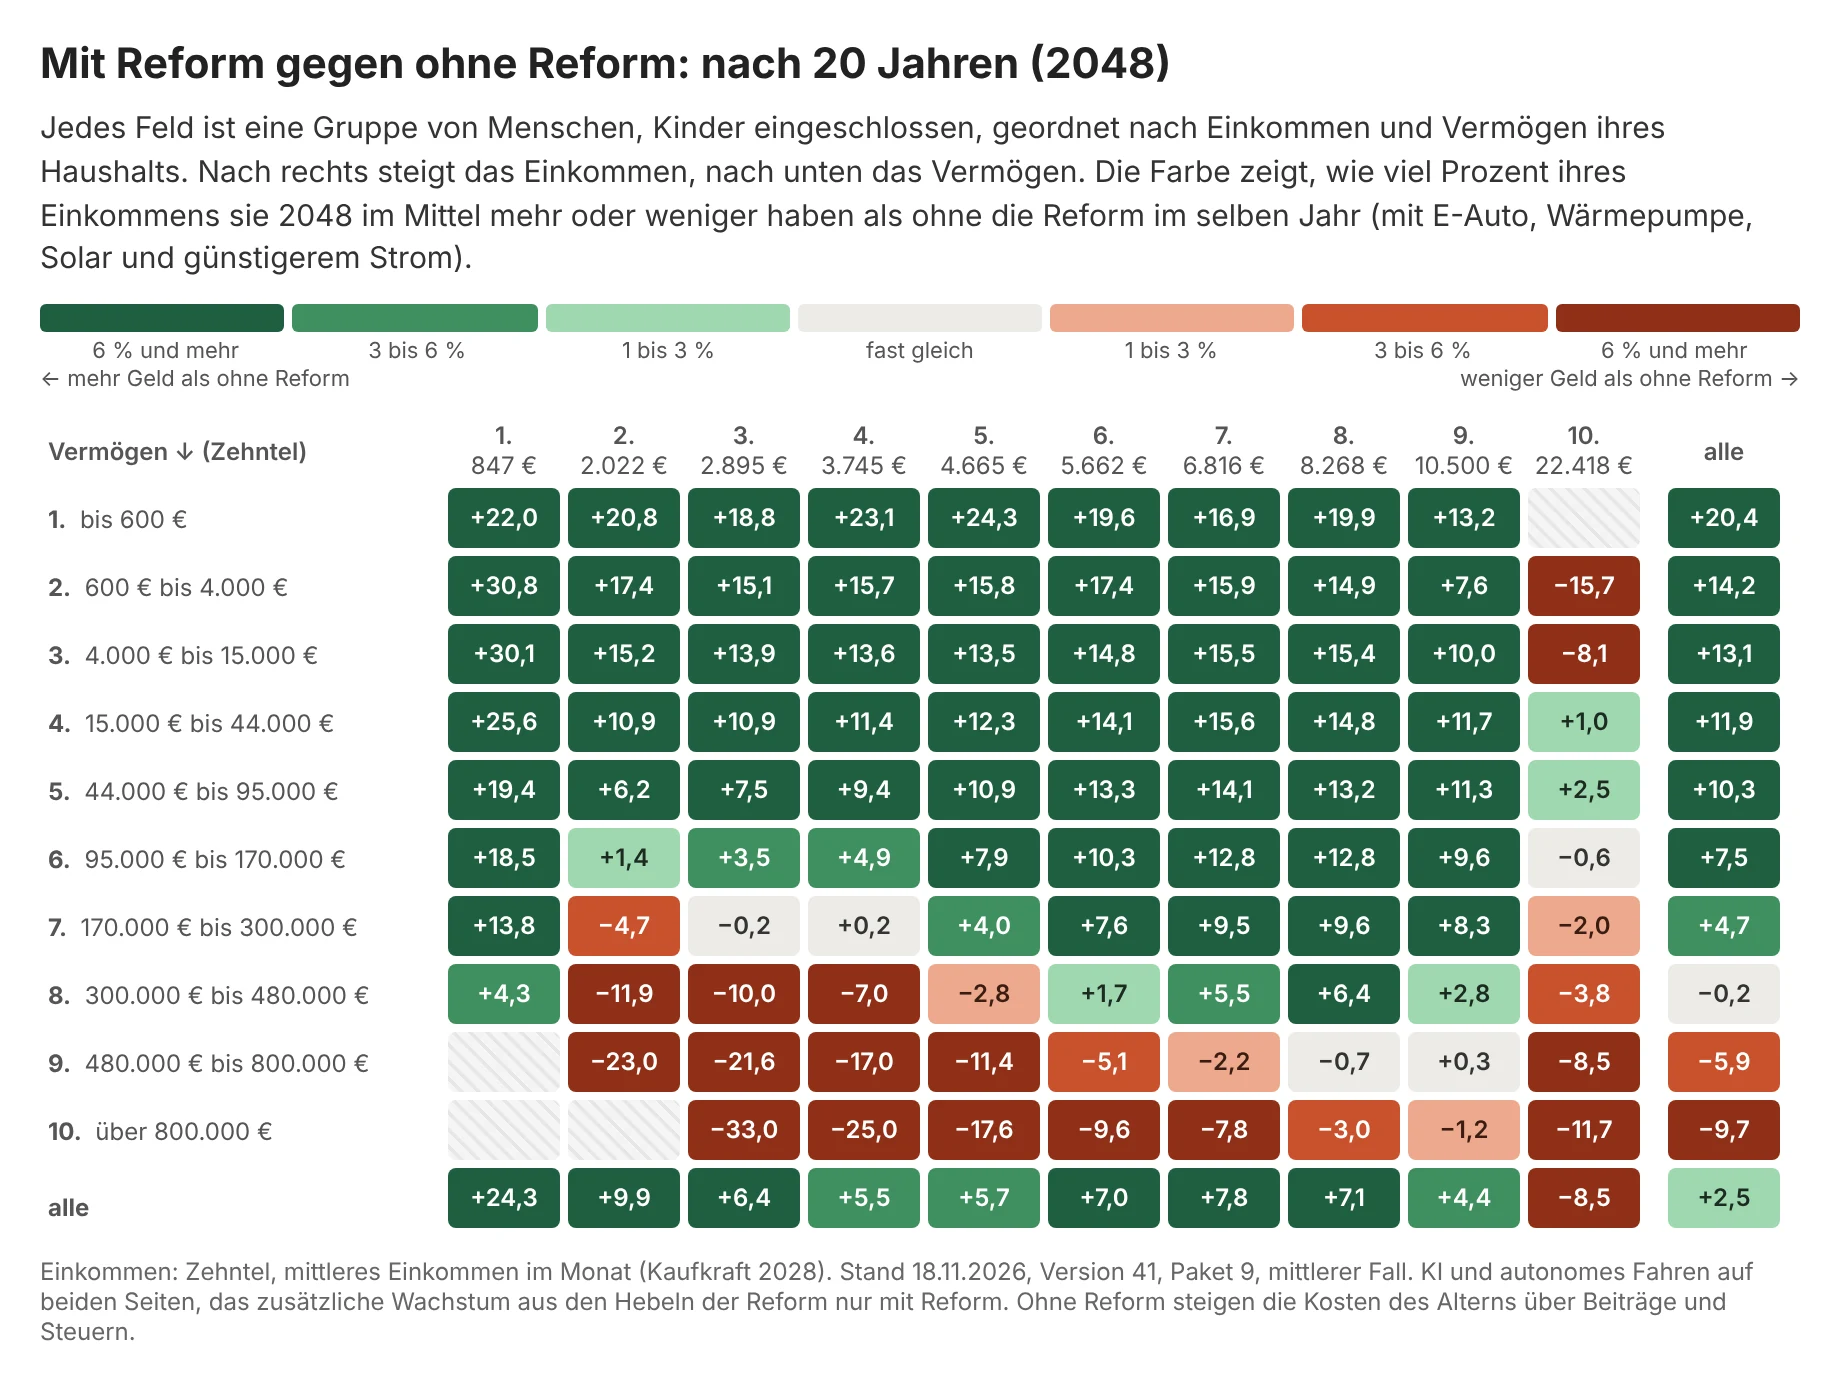 Mit Reform gegen ohne Reform: nach 20 Jahren (2048)
Jedes Feld ist eine Gruppe von Menschen, Kinder eingeschlossen, geordnet nach Einkommen und Vermögen ihres
Haushalts. Nach rechts steigt das Einkommen, nach unten das Vermögen. Die Farbe zeigt, wie viel Prozent ihres
Einkommens sie 2048 im Mittel mehr oder weniger haben als ohne die Reform im selben Jahr (mit E-Auto, Wärmepumpe,
Solar und günstigerem Strom).
6 % und mehr 3 bis 6 % 1 bis 3 % fast gleich 1 bis 3 % 3 bis 6 % 6 % und mehr
← mehr Geld als ohne Reform weniger Geld als ohne Reform →
Vermögen ↓ (Zehntel) 1. 2. 3. 4. 5. 6. 7. 8. 9. 10. alle
847 € 2.022 € 2.895 € 3.745 € 4.665 € 5.662 € 6.816 € 8.268 € 10.500 € 22.418 €
1. bis 600 € +22,0 +20,8 +18,8 +23,1 +24,3 +19,6 +16,9 +19,9 +13,2 +20,4
2. 600 € bis 4.000 € +30,8 +17,4 +15,1 +15,7 +15,8 +17,4 +15,9 +14,9 +7,6 −15,7 +14,2
3. 4.000 € bis 15.000 € +30,1 +15,2 +13,9 +13,6 +13,5 +14,8 +15,5 +15,4 +10,0 −8,1 +13,1
4. 15.000 € bis 44.000 € +25,6 +10,9 +10,9 +11,4 +12,3 +14,1 +15,6 +14,8 +11,7 +1,0 +11,9
5. 44.000 € bis 95.000 € +19,4 +6,2 +7,5 +9,4 +10,9 +13,3 +14,1 +13,2 +11,3 +2,5 +10,3
6. 95.000 € bis 170.000 € +18,5 +1,4 +3,5 +4,9 +7,9 +10,3 +12,8 +12,8 +9,6 −0,6 +7,5
7. 170.000 € bis 300.000 € +13,8 −4,7 −0,2 +0,2 +4,0 +7,6 +9,5 +9,6 +8,3 −2,0 +4,7
8. 300.000 € bis 480.000 € +4,3 −11,9 −10,0 −7,0 −2,8 +1,7 +5,5 +6,4 +2,8 −3,8 −0,2
9. 480.000 € bis 800.000 € −23,0 −21,6 −17,0 −11,4 −5,1 −2,2 −0,7 +0,3 −8,5 −5,9
10. über 800.000 € −33,0 −25,0 −17,6 −9,6 −7,8 −3,0 −1,2 −11,7 −9,7
alle +24,3 +9,9 +6,4 +5,5 +5,7 +7,0 +7,8 +7,1 +4,4 −8,5 +2,5
Einkommen: Zehntel, mittleres Einkommen im Monat (Kaufkraft 2028). Stand 18.11.2026, Version 41, Paket 9, mittlerer Fall. KI und autonomes Fahren auf
beiden Seiten, das zusätzliche Wachstum aus den Hebeln der Reform nur mit Reform. Ohne Reform steigen die Kosten des Alterns über Beiträge und
Steuern.